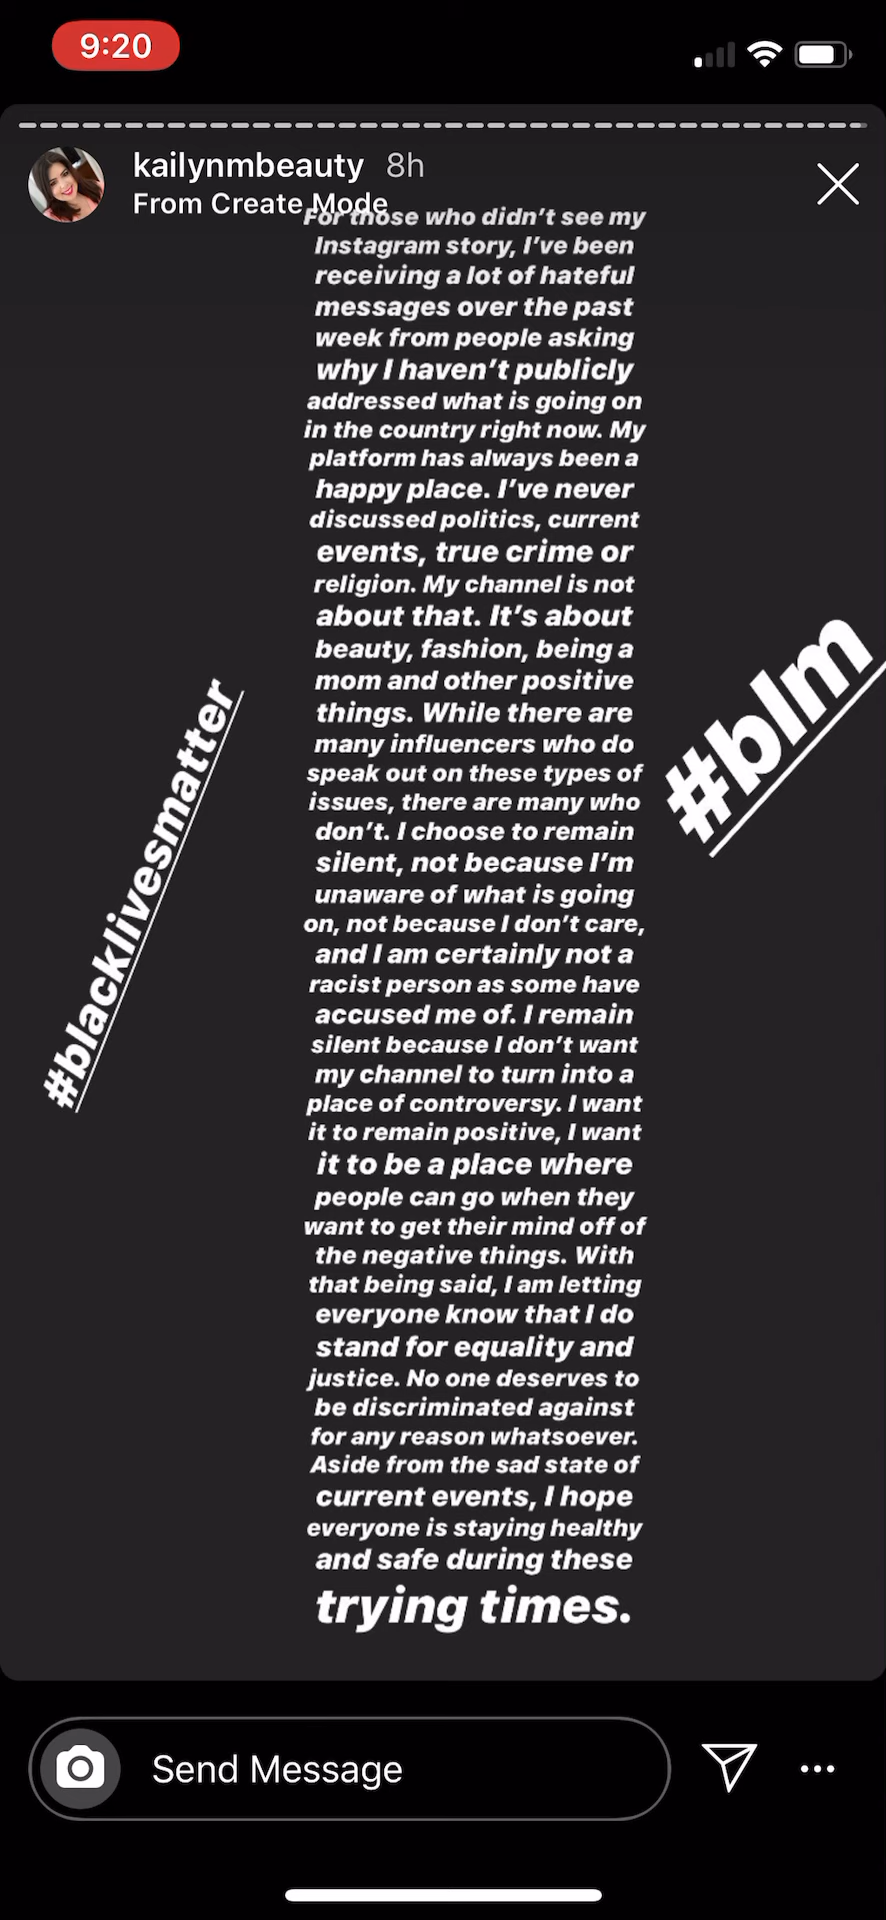 9:20
kailynmbeauty 8h
From Create Mode
For those who didn't see my
Instagram story, I've been
receiving a lot of hateful
messages over the past
week from people asking
why I haven't publicly
addressed what is going on
in the country right now. My
platform has always been a
happy place. I've never
discussed politics, current
events, true crime or
religion. My channel is not
about that. It's about
beauty, fashion, being a
mom and other positive
things. While there are
many influencers who do
speak out on these types of
issues, there are many who
don't. I choose to remain
silent, not because I'm
unaware of what is going
on, not because I don't care,
and I am certainly not a
racist person as some have
accused me of. I remain
silent because I don't want
my channel to turn into a
place of controversy. I want
it to remain positive, I want
it to be a place where
people can go when they
want to get their mind off of
the negative things. With
that being said, I am letting
everyone know that I do
stand for equality and
justice. No one deserves to
be discriminated against
for any reason whatsoever.
Aside from the sad state of
current events, I hope
everyone is staying healthy
and safe during these
trying times.
#blacklivesmatter
#blm
Send Message